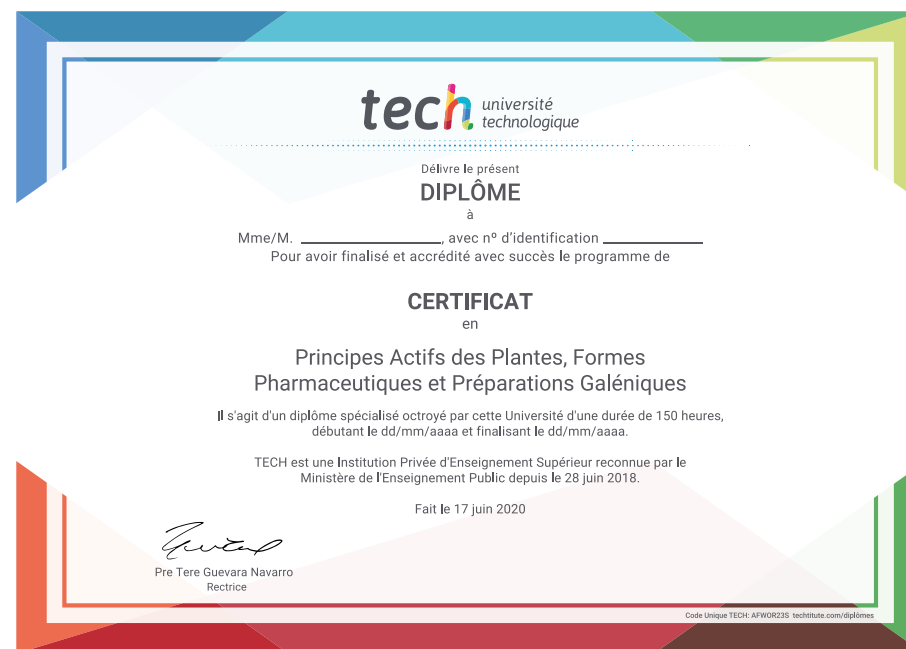 tech université
technologique
Délivre le présent
DIPLÔME
à
Mme/M. ____________________, avec nº d'identification ______________
Pour avoir finalisé et accrédité avec succès le programme de
CERTIFICAT
en
Principes Actifs des Plantes, Formes
Pharmaceutiques et Préparations Galéniques
Il s'agit d'un diplôme spécialisé octroyé par cette Université d'une durée de 150 heures,
débutant le dd/mm/aaaa et finalisant le dd/mm/aaaa.
TECH est une Institution Privée d'Enseignement Supérieur reconnue par le
Ministère de l'Enseignement Public depuis le 28 juin 2018.
Fait le 17 juin 2020
Pre Tere Guevara Navarro
Rectrice
Code Unique TECH: AFWOR23S techtitute.com/diplômes